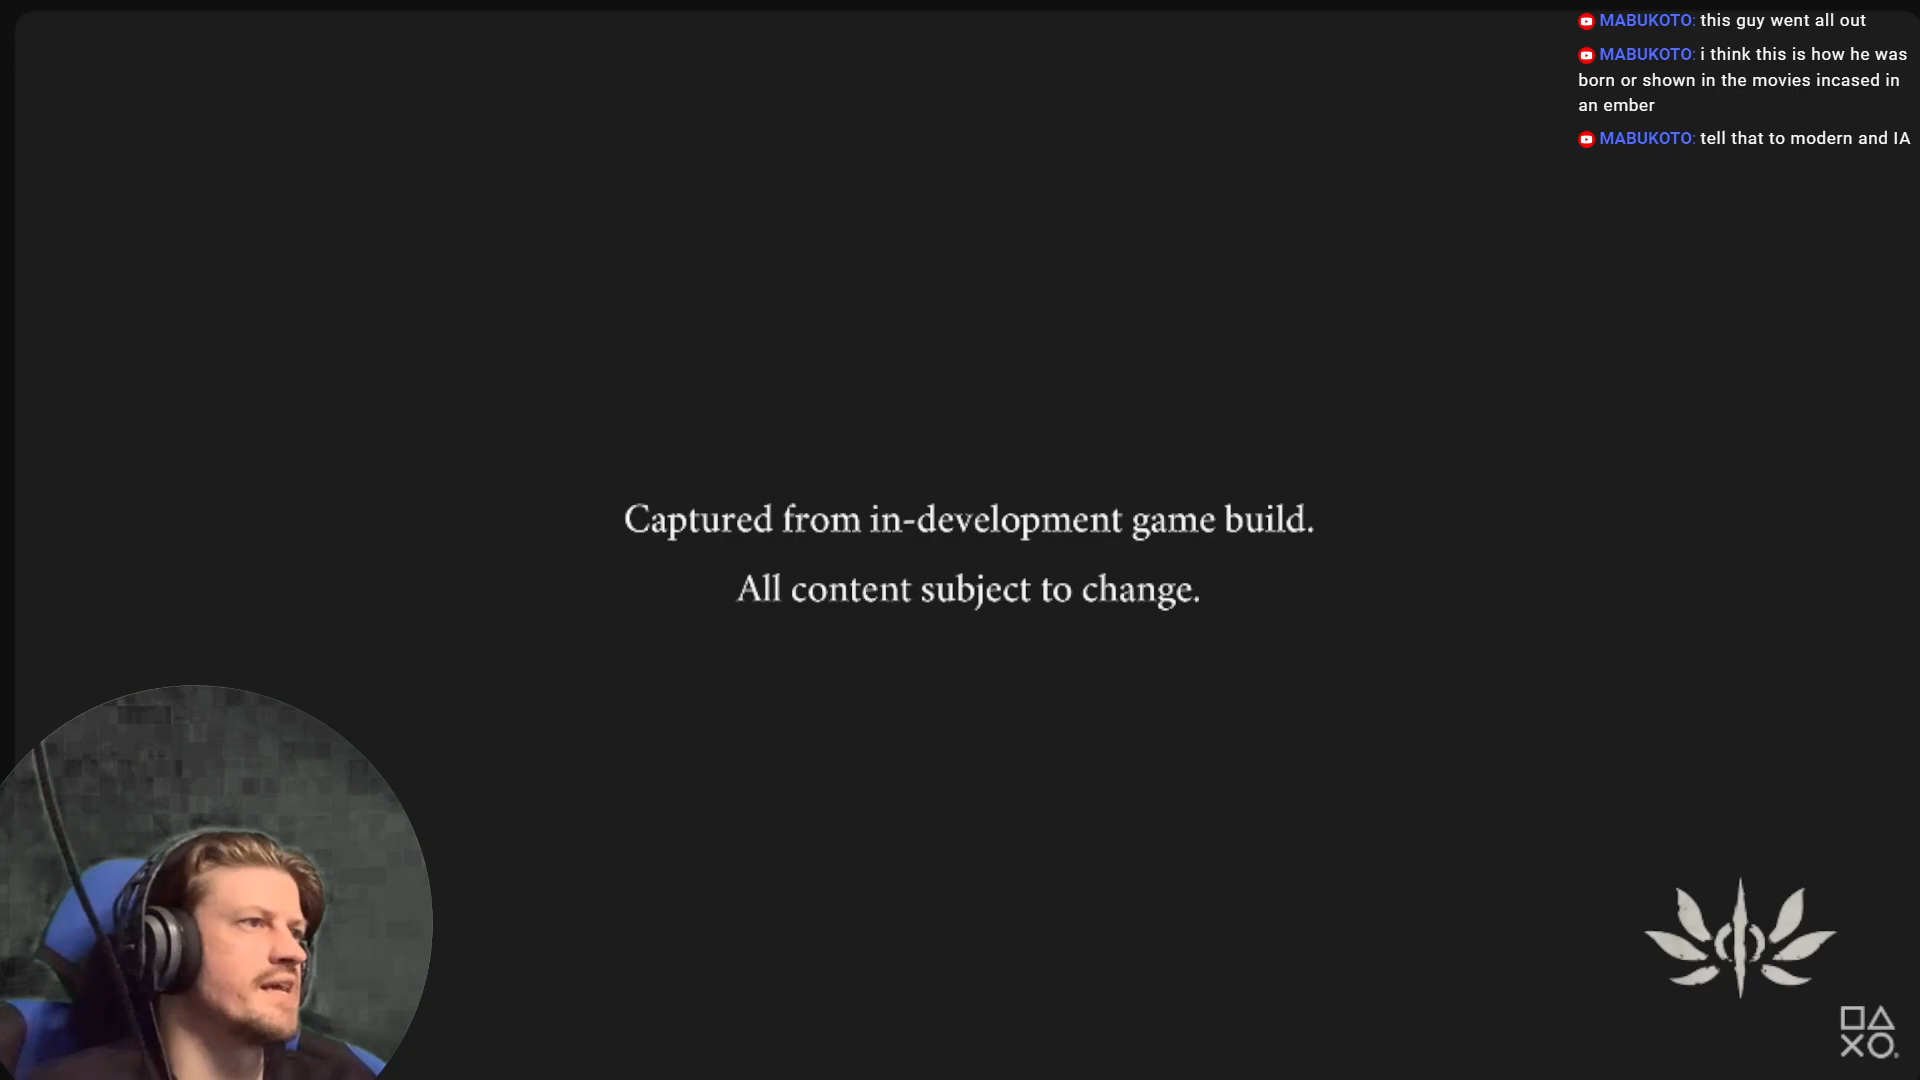 MABUKOTO: this guy went all out
MABUKOTO: i think this is how he was
born or shown in the movies incased in
an ember
MABUKOTO: tell that to modern and IA
Captured from in-development game build.
All content subject to change.